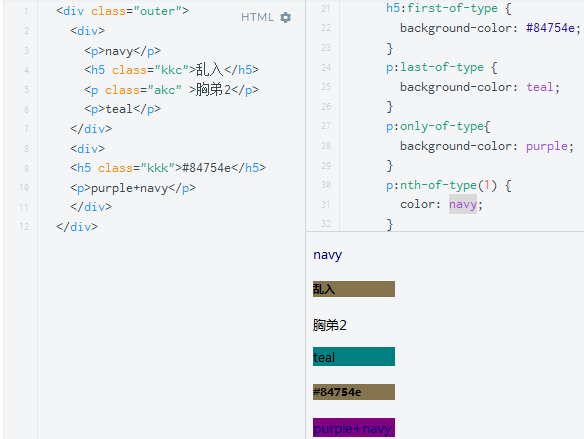 HTML
1 <div class="outer">
2 <div>
3 <p>navy</p>
4 <h5 class="kkc">乱入</h5>
5 <p class="akc" >胸弟2</p>
6 <p>teal</p>
7 </div>
8 <div>
9 <h5 class="kkk">#84754e</h5>
10 <p>purple+navy</p>
11 </div>
12 </div>
21 h5:first-of-type {
22 background-color: #84754e;
23 }
24 p:last-of-type {
25 background-color: teal;
26 }
27 p:only-of-type{
28 background-color: purple;
29 }
30 p:nth-of-type(1) {
31 color: navy;
32 }
navy
乱入
胸弟2
teal
#84754e
purple+navy